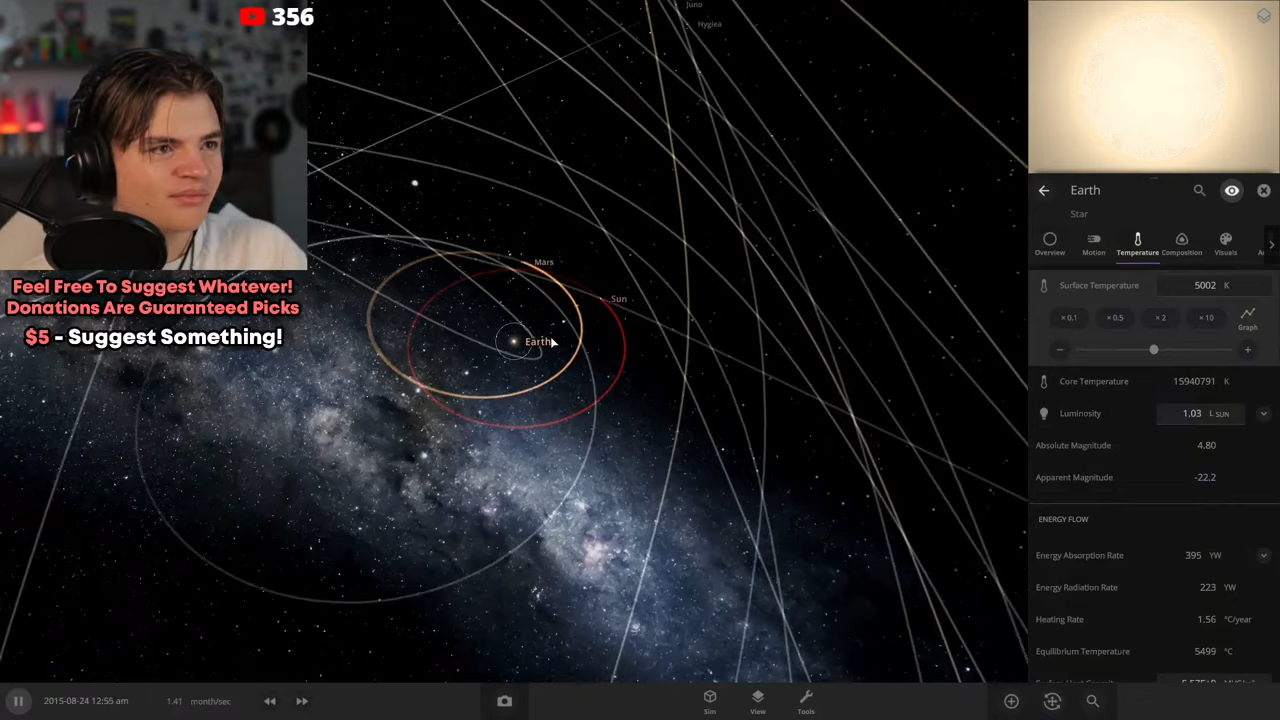 356
Feel Free To Suggest Whatever!
Donations Are Guaranteed Picks
$5 - Suggest Something!
Juno
Hygiea
Mars
Sun
Earth
Earth
Star
Overview Motion Temperature Composition Visuals
Surface Temperature 5002 K
× 0.1 × 0.5 × 2 × 10 Graph
Core Temperature 15940791 K
Luminosity 1.03 L SUN
Absolute Magnitude 4.80
Apparent Magnitude -22.2
ENERGY FLOW
Energy Absorption Rate 395 YW
Energy Radiation Rate 223 YW
Heating Rate 1.56 °C/year
Equilibrium Temperature 5499 °C
2015-08-24 12:55 am 1.41 month/sec
Sim View Tools